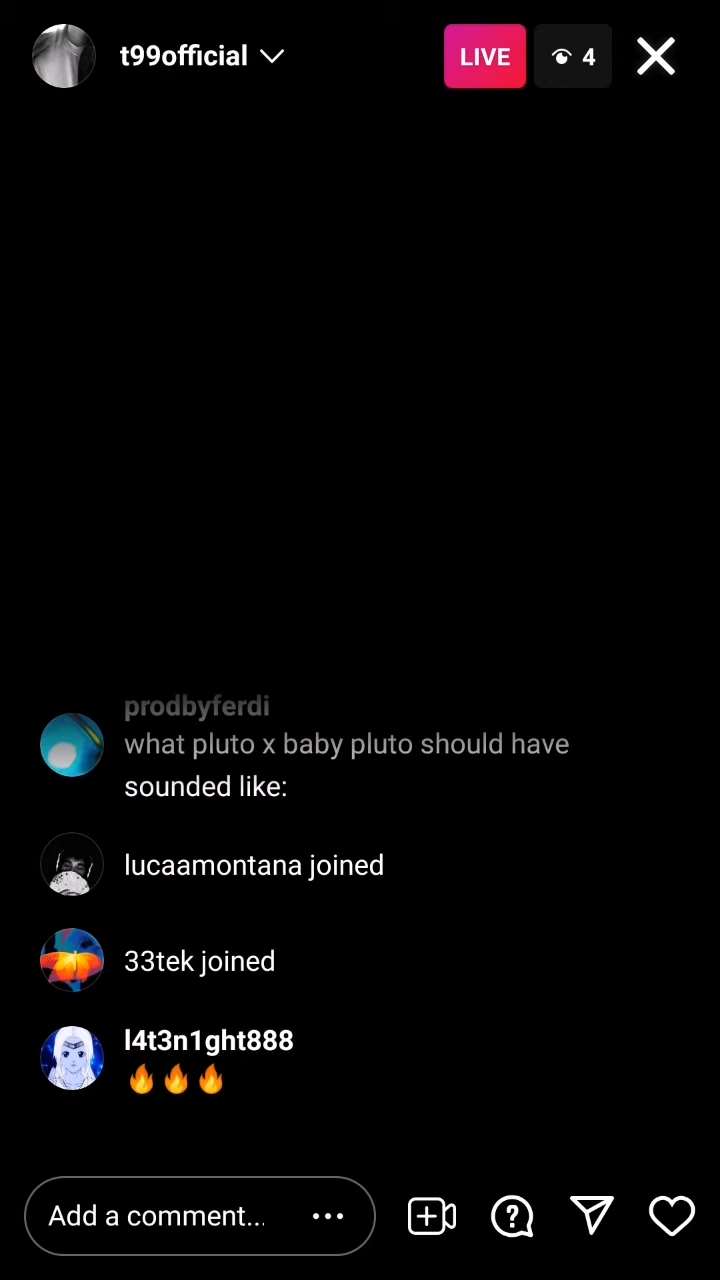 t99official
LIVE
4
prodbyferdi
what pluto x baby pluto should have
sounded like:
lucaamontana joined
33tek joined
l4t3n1ght888
🔥🔥🔥
Add a comment...